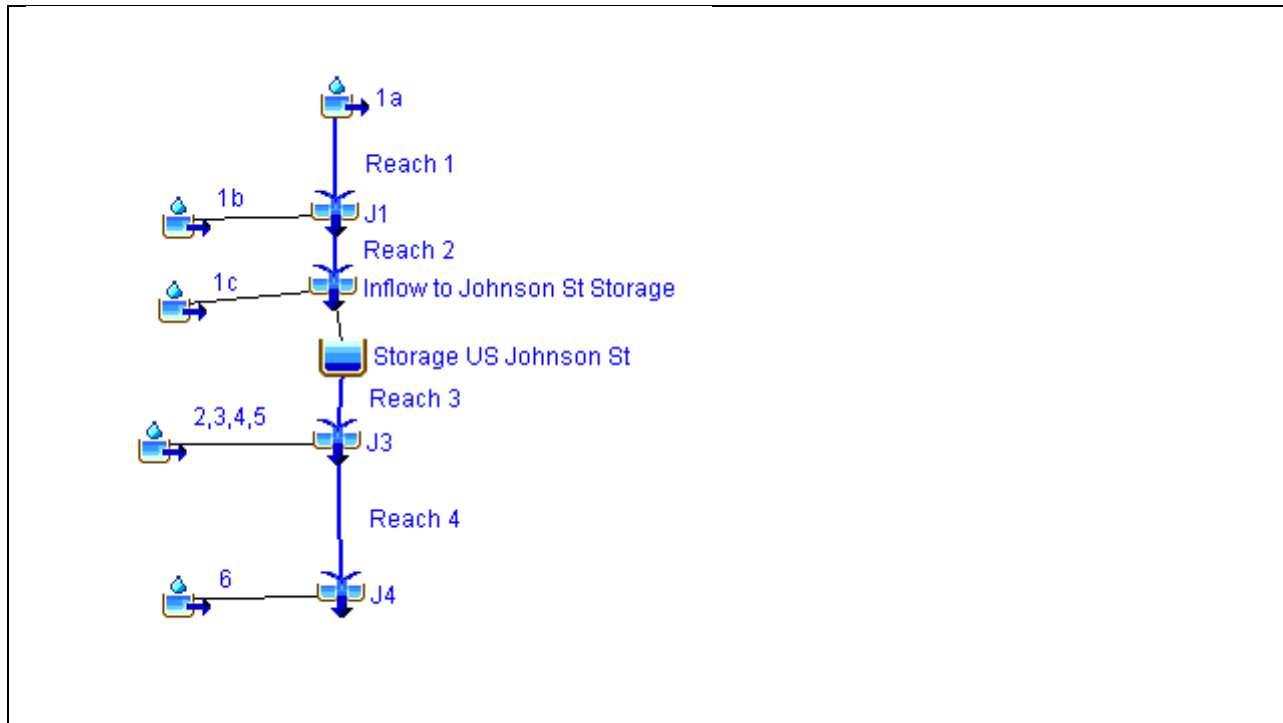 1a
Reach 1
1b
J1
Reach 2
1c
Inflow to Johnson St Storage
Storage US Johnson St
Reach 3
2,3,4,5
J3
Reach 4
6
J4